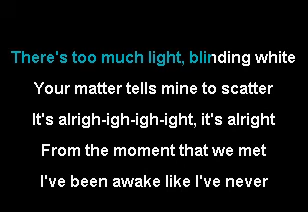 There's too much light, blinding white
Your matter tells mine to scatter
It's alrigh-igh-igh-ight, it's alright
From the moment that we met
I've been awake like I've never